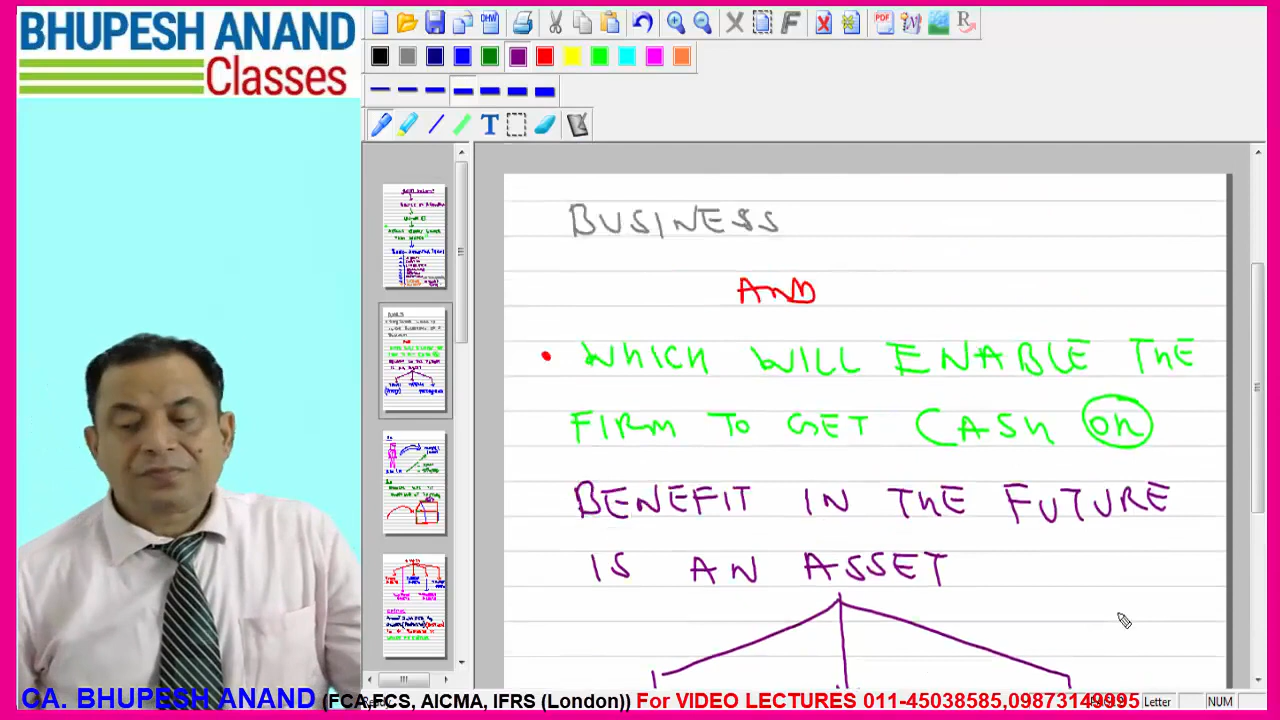 BHUPESH ANAND
Classes
BUSINESS
AND
• WHICH WILL ENABLE THE
FIRM TO GET CASH OR
BENEFIT IN THE FUTURE
IS AN ASSET
Letter
NUM
CA. BHUPESH ANAND (FCA,FCS, AICMA, IFRS (London)) For VIDEO LECTURES 011-45038585,09873149995